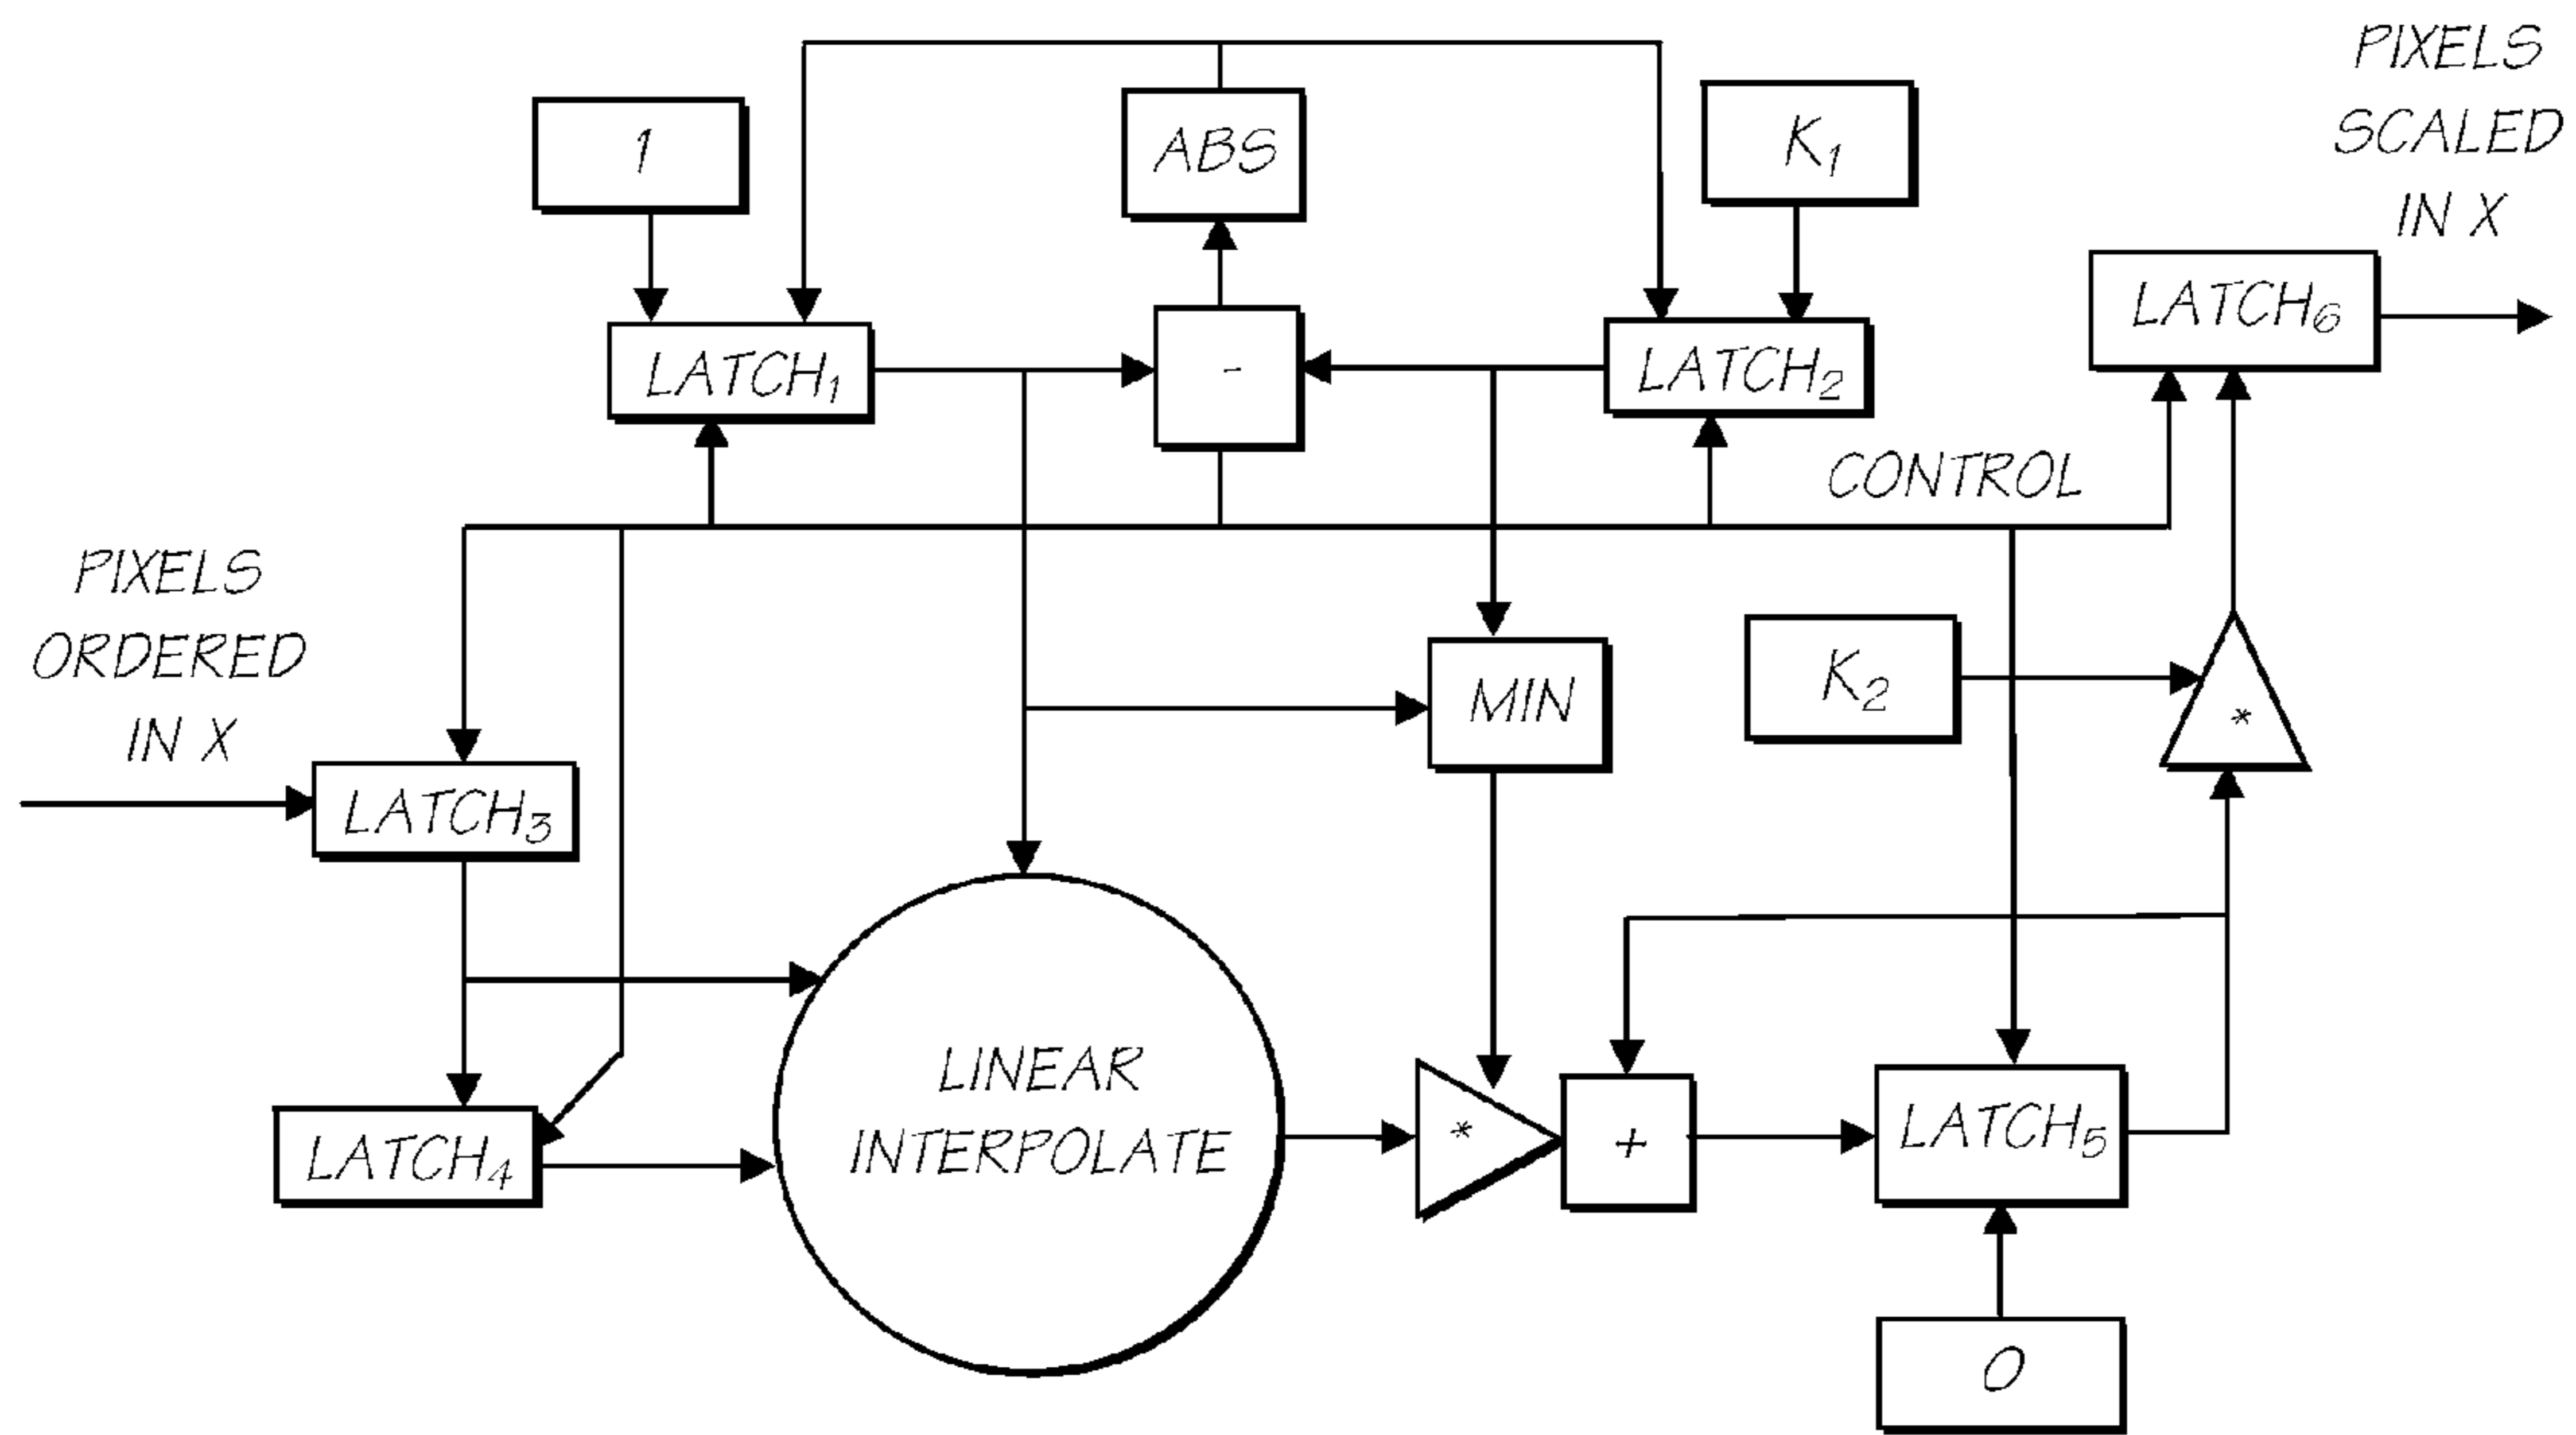 PIXELS
SCALED
IN X
1
ABS
K₁
LATCH₆
LATCH₁
-
LATCH₂
CONTROL
PIXELS
ORDERED
IN X
K₂
MIN
*
LATCH₃
LINEAR
INTERPOLATE
*
+
LATCH₅
LATCH₄
0